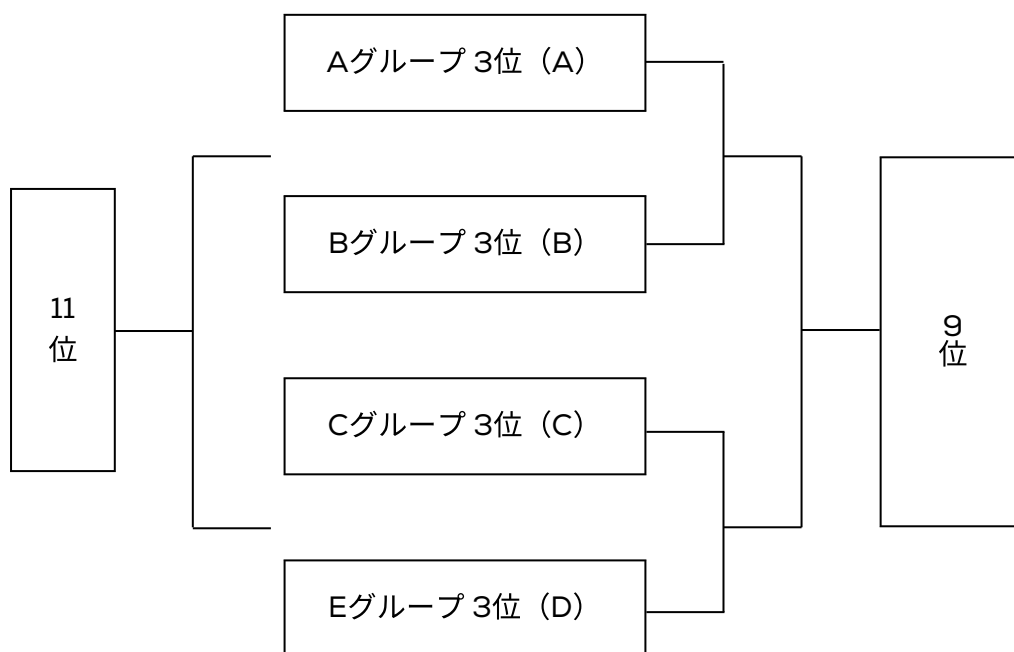 Aグループ 3位（A）
Bグループ 3位（B）
11
位
9
位
Cグループ 3位（C）
Eグループ 3位（D）